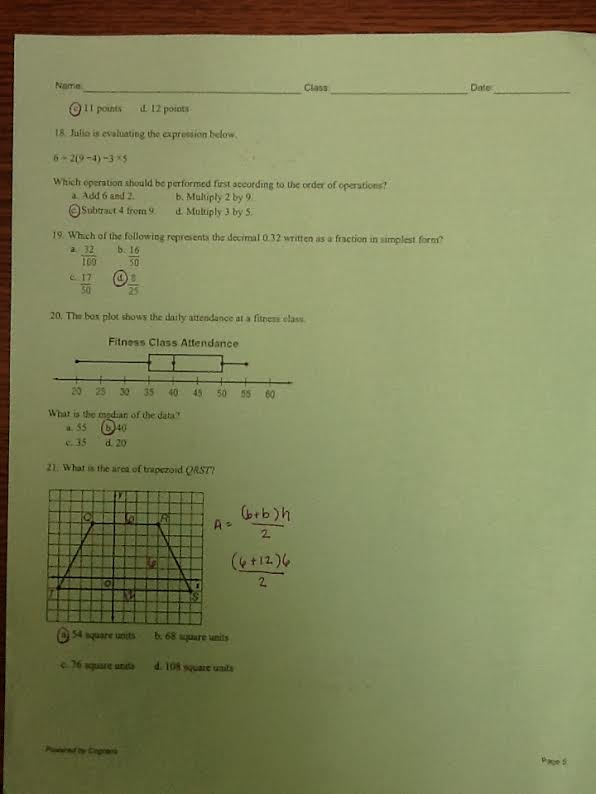 Name: Class: Date:
c. 11 points d. 12 points
18. Julio is evaluating the expression below.
6 ÷ 2(9 − 4) − 3 × 5
Which operation should be performed first according to the order of operations?
a. Add 6 and 2. b. Multiply 2 by 9.
c. Subtract 4 from 9. d. Multiply 3 by 5.
19. Which of the following represents the decimal 0.32 written as a fraction in simplest form?
a. 32/100 b. 16/50
c. 17/50 d. 8/25
20. The box plot shows the daily attendance at a fitness class.
Fitness Class Attendance
20 25 30 35 40 45 50 55 60
What is the median of the data?
a. 55 b. 40
c. 35 d. 20
21. What is the area of trapezoid QRST?
y
Q 6 R
A = (b+b)h/2
6
(6+12)6/2
O x
T 12 S
a. 54 square units b. 68 square units
c. 76 square units d. 108 square units
Powered by Cognero
Page 5